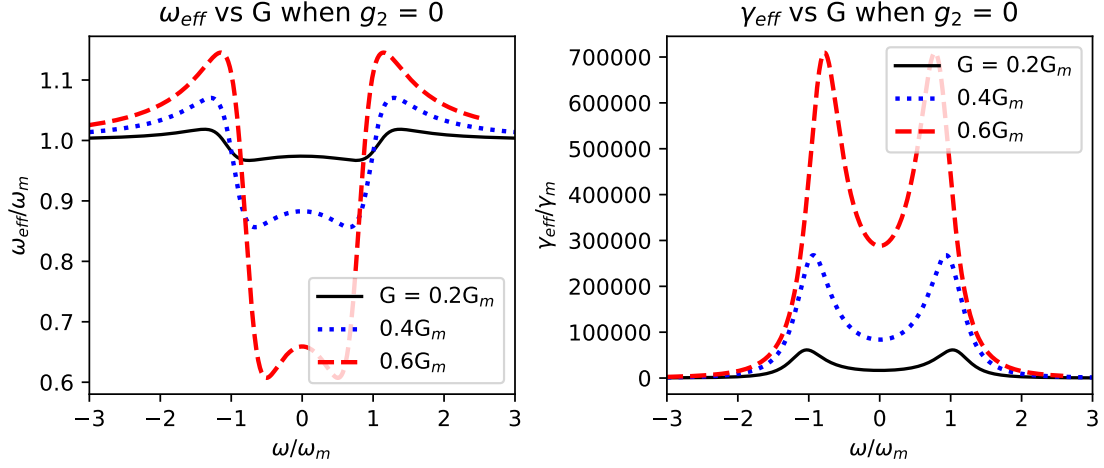 ω_eff vs G when g₂ = 0
ω_eff/ω_m
1.1
1.0
0.9
0.8
0.7
0.6
G = 0.2G_m
0.4G_m
0.6G_m
−3 −2 −1 0 1 2 3
ω/ω_m
γ_eff vs G when g₂ = 0
γ_eff/γ_m
700000
600000
500000
400000
300000
200000
100000
0
G = 0.2G_m
0.4G_m
0.6G_m
−3 −2 −1 0 1 2 3
ω/ω_m